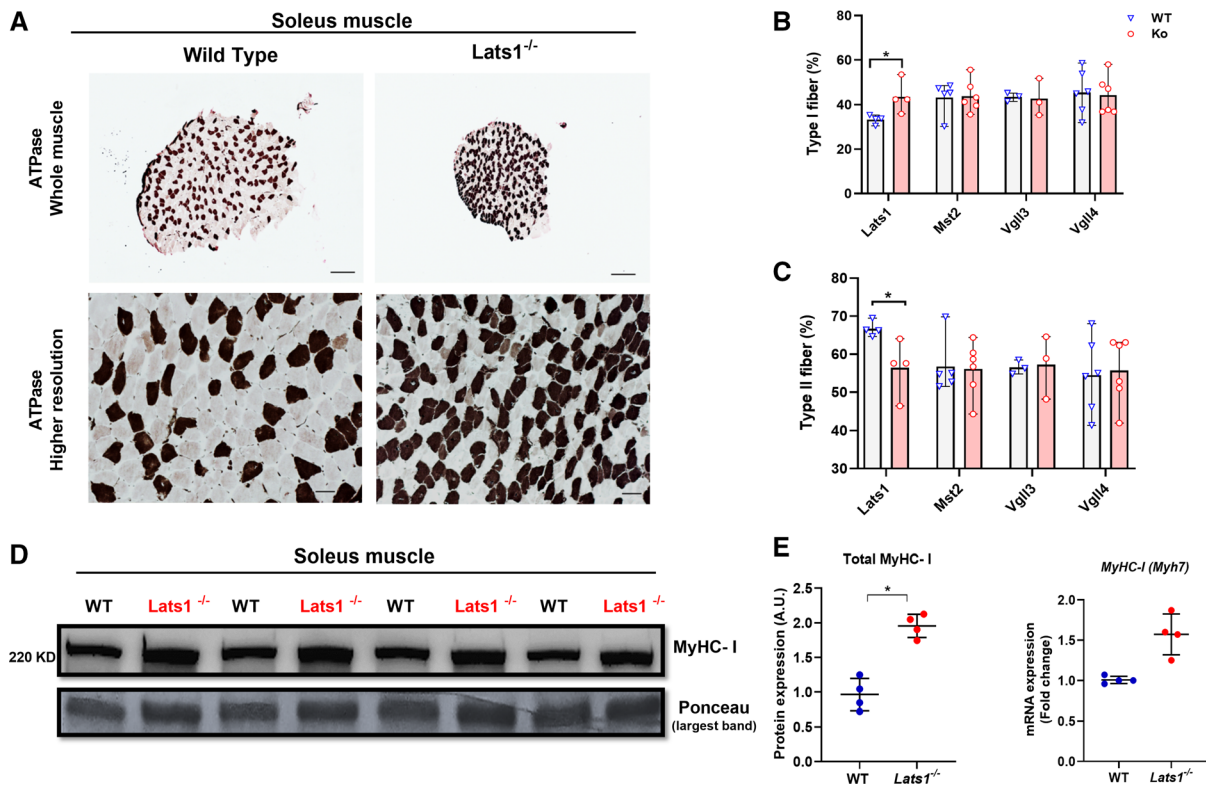 A
Soleus muscle
Wild Type
Lats1-/-
ATPase
Whole muscle
ATPase
Higher resolution
B
WT
Ko
Type I fiber (%)
80
60
40
20
0
*
Lats1
Mst2
Vgll3
Vgll4
C
Type II fiber (%)
80
70
60
50
40
30
*
Lats1
Mst2
Vgll3
Vgll4
D
Soleus muscle
WT Lats1 -/- WT Lats1 -/- WT Lats1 -/- WT Lats1 -/-
220 KD
MyHC- I
Ponceau
(largest band)
E
Total MyHC- I
Protein expression (A.U.)
2.5
2.0
1.5
1.0
0.5
0.0
*
WT
Lats1-/-
MyHC-I (Myh7)
mRNA expression
(Fold change)
2.0
1.5
1.0
0.5
0.0
WT
Lats1-/-